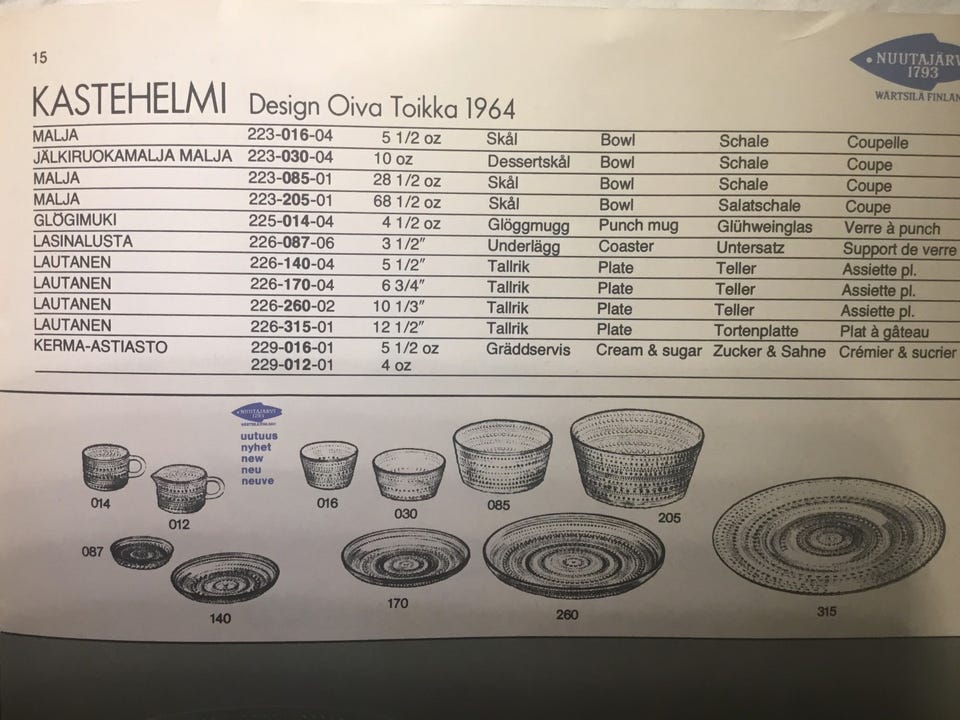 15
NUUTAJÄRV
1793
WÄRTSILÄ FINLAN
KASTEHELMI Design Oiva Toikka 1964
MALJA 223-016-04 5 1/2 oz Skål Bowl Schale Coupelle
JÄLKIRUOKAMALJA MALJA 223-030-04 10 oz Dessertskål Bowl Schale Coupe
MALJA 223-085-01 28 1/2 oz Skål Bowl Schale Coupe
MALJA 223-205-01 68 1/2 oz Skål Bowl Salatschale Coupe
GLÖGIMUKI 225-014-04 4 1/2 oz Glöggmugg Punch mug Glühweinglas Verre à punch
LASINALUSTA 226-087-06 3 1/2" Underlägg Coaster Untersatz Support de verre
LAUTANEN 226-140-04 5 1/2" Tallrik Plate Teller Assiette pl.
LAUTANEN 226-170-04 6 3/4" Tallrik Plate Teller Assiette pl.
LAUTANEN 226-260-02 10 1/3" Tallrik Plate Teller Assiette pl.
LAUTANEN 226-315-01 12 1/2" Tallrik Plate Tortenplatte Plat à gâteau
KERMA-ASTIASTO 229-016-01 5 1/2 oz Gräddservis Cream & sugar Zucker & Sahne Crémier & sucrier
229-012-01 4 oz
NUUTAJÄRVI
1793
WÄRTSILÄ FINLAND
uutuus
nyhet
new
neu
neuve
014
012
016
030
085
205
087
140
170
260
315